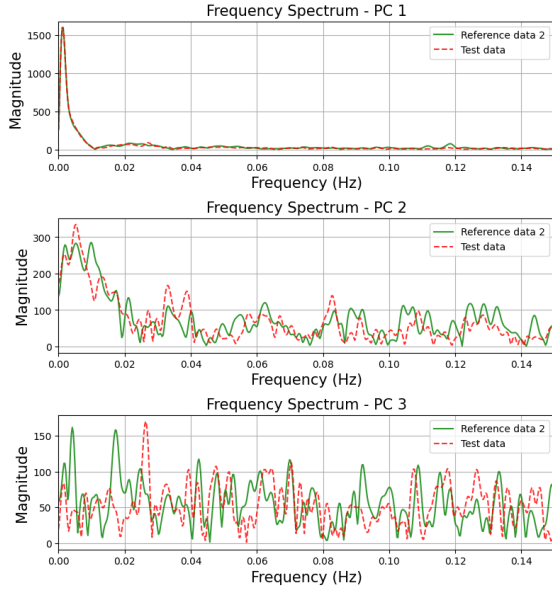 Frequency Spectrum - PC 1
Magnitude
1500
1000
500
0
Reference data 2
Test data
0.00 0.02 0.04 0.06 0.08 0.10 0.12 0.14
Frequency (Hz)
Frequency Spectrum - PC 2
Magnitude
300
200
100
0
Reference data 2
Test data
0.00 0.02 0.04 0.06 0.08 0.10 0.12 0.14
Frequency (Hz)
Frequency Spectrum - PC 3
Magnitude
150
100
50
0
Reference data 2
Test data
0.00 0.02 0.04 0.06 0.08 0.10 0.12 0.14
Frequency (Hz)